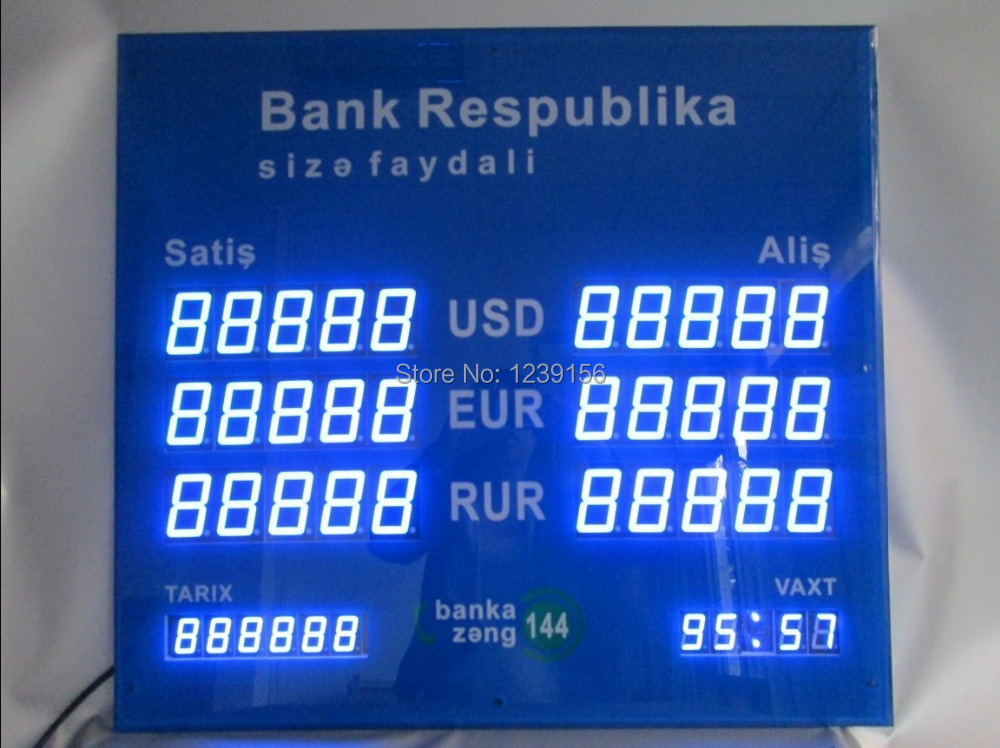 Bank Respublika
sizə faydali
Satiş Aliş
88888 USD 88888
Store No: 1239156
88888 EUR 88888
88888 RUR 88888
TARIX VAXT
888888 banka zəng 144 95:57